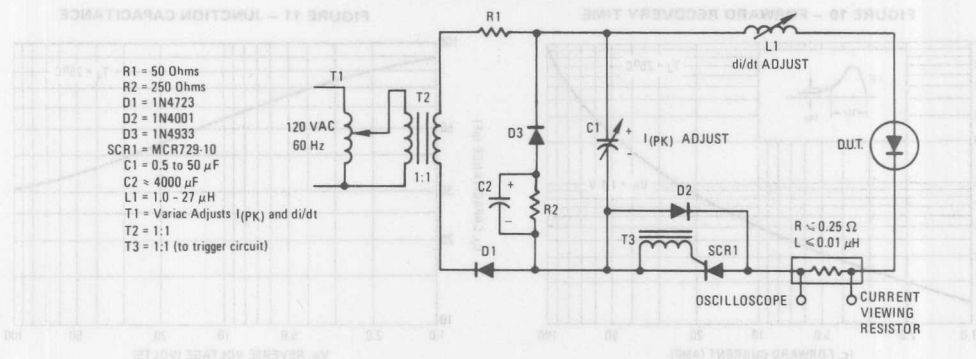 FIGURE 10 – FORWARD RECOVERY TIME
FIGURE 11 – JUNCTION CAPACITANCE
R1 = 50 Ohms
R2 = 250 Ohms
D1 = 1N4723
D2 = 1N4001
D3 = 1N4933
SCR1 = MCR729-10
C1 = 0.5 to 50 μF
C2 ≈ 4000 μF
L1 = 1.0 - 27 μH
T1 = Variac Adjusts I(PK) and di/dt
T2 = 1:1
T3 = 1:1 (to trigger circuit)
T1
120 VAC
60 Hz
T2
1:1
R1
D3
C2
+
–
R2
D1
C1
+
–
I(PK) ADJUST
D2
T3
SCR1
L1
di/dt ADJUST
D.U.T.
R ≤ 0.25 Ω
L ≤ 0.01 μH
OSCILLOSCOPE
CURRENT
VIEWING
RESISTOR